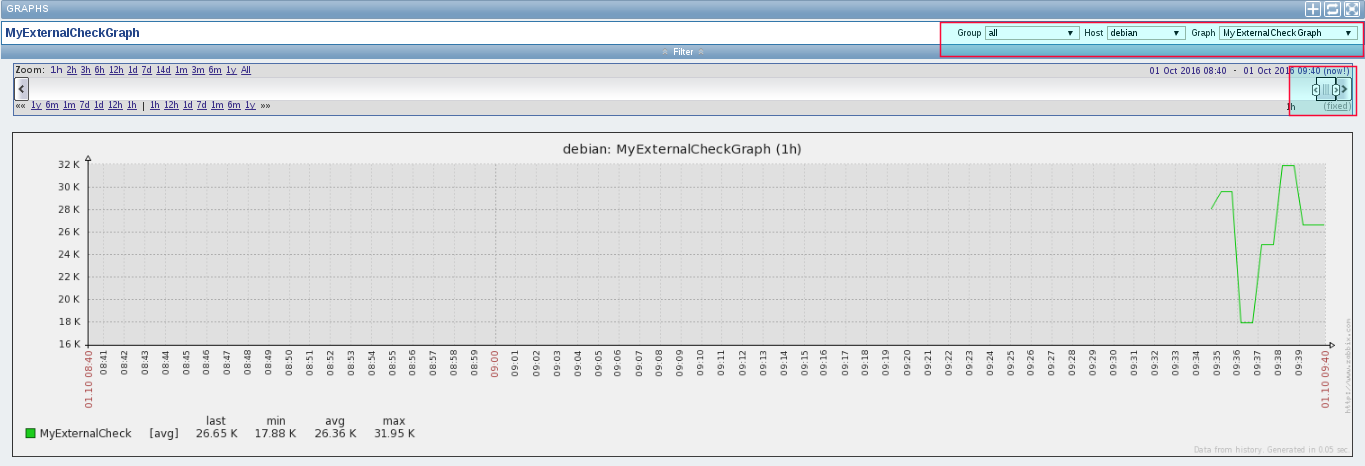 GRAPHS
MyExternalCheckGraph Group all Host debian Graph MyExternalCheckGraph
Filter
Zoom: 1h 2h 3h 6h 12h 1d 7d 14d 1m 3m 6m 1y All 01 Oct 2016 08:40 - 01 Oct 2016 09:40 (now!)
«« 1y 6m 1m 7d 1d 12h 1h | 1h 12h 1d 7d 1m 6m 1y »» 1h (fixed)
debian: MyExternalCheckGraph (1h)
32 K
30 K
28 K
26 K
24 K
22 K
20 K
18 K
16 K
01.10 08:40 08:41 08:42 08:43 08:44 08:45 08:46 08:47 08:48 08:49 08:50 08:51 08:52 08:53 08:54 08:55 08:56 08:57 08:58 08:59 09:00 09:01 09:02 09:03 09:04 09:05 09:06 09:07 09:08 09:09 09:10 09:11 09:12 09:13 09:14 09:15 09:16 09:17 09:18 09:19 09:20 09:21 09:22 09:23 09:24 09:25 09:26 09:27 09:28 09:29 09:30 09:31 09:32 09:33 09:34 09:35 09:36 09:37 09:38 09:39 01.10 09:40
http://www.zabbix.com
last min avg max
MyExternalCheck [avg] 26.65 K 17.88 K 26.36 K 31.95 K
Data from history. Generated in 0.05 sec